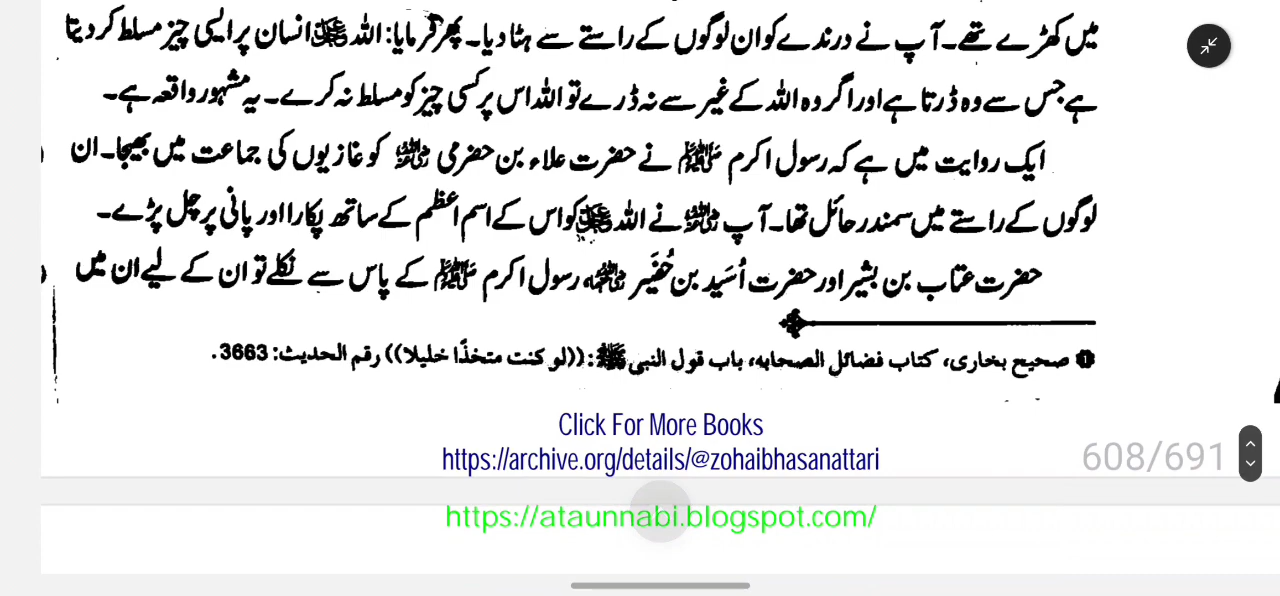 میں کھڑے تھے۔ آپ نے درندے کو ان لوگوں کے راستے سے ہٹا دیا۔ پھر فرمایا: اللہ عزوجل انسان پر ایسی چیز مسلط کر دیتا
ہے جس سے وہ ڈرتا ہے اور اگر وہ اللہ کے غیر سے نہ ڈرے تو اللہ اس پر کسی چیز کو مسلط نہ کرے۔ یہ مشہور واقعہ ہے۔
ایک روایت میں ہے کہ رسول اکرم ﷺ نے حضرت علاء بن حضرمی رضی اللہ عنہ کو غازیوں کی جماعت میں بھیجا۔ ان
لوگوں کے راستے میں سمندر حائل تھا۔ آپ رضی اللہ عنہ نے اللہ عزوجل کو اس کے اسم اعظم کے ساتھ پکارا اور پانی پر چل پڑے۔
حضرت عتاب بن بشیر اور حضرت اُسَید بن حُضَیر رضی اللہ عنہما رسول اکرم ﷺ کے پاس سے نکلے تو ان کے لیے ان میں
❶ صحیح بخاری، کتاب فضائل الصحابہ، باب قول النبی ﷺ: ((لو کنت متخذًا خلیلا)) رقم الحدیث: 3663.
Click For More Books
https://archive.org/details/@zohaibhasanattari
608/691
https://ataunnabi.blogspot.com/